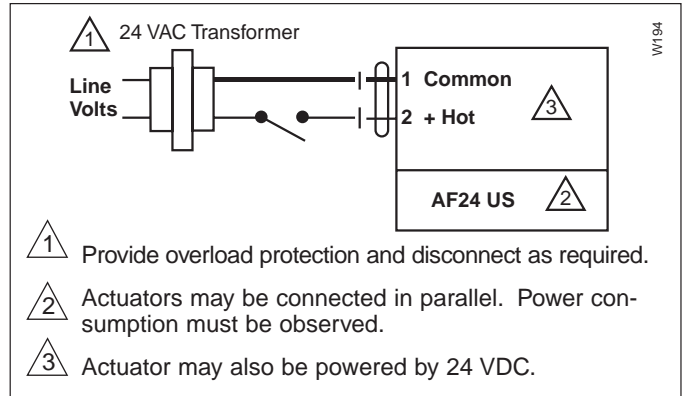 1 24 VAC Transformer
W194
Line
Volts
1 Common
2 + Hot
3
AF24 US 2
1 Provide overload protection and disconnect as required.
2 Actuators may be connected in parallel. Power con-
sumption must be observed.
3 Actuator may also be powered by 24 VDC.